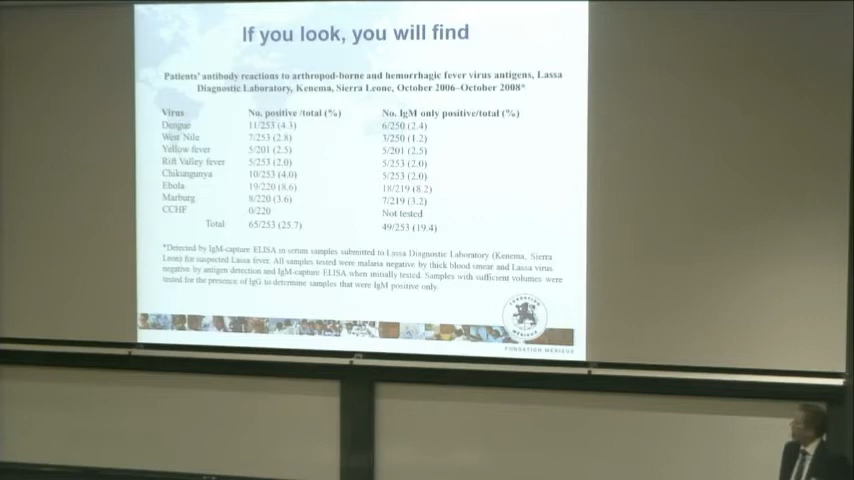 If you look, you will find
Patients' antibody reactions to arthropod-borne and hemorrhagic fever virus antigens, Lassa
Diagnostic Laboratory, Kenema, Sierra Leone, October 2006–October 2008*
Virus No. positive /total (%) No. IgM only positive/total (%)
Dengue 11/253 (4.3) 6/250 (2.4)
West Nile 7/253 (2.8) 3/250 (1.2)
Yellow fever 5/201 (2.5) 5/201 (2.5)
Rift Valley fever 5/253 (2.0) 5/253 (2.0)
Chikungunya 10/253 (4.0) 5/253 (2.0)
Ebola 19/220 (8.6) 18/219 (8.2)
Marburg 8/220 (3.6) 7/219 (3.2)
CCHF 0/220 Not tested
Total 65/253 (25.7) 49/253 (19.4)
*Detected by IgM-capture ELISA in serum samples submitted to Lassa Diagnostic Laboratory (Kenema, Sierra
Leon) for suspected Lassa fever. All samples tested were malaria negative by thick blood smear and Lassa virus
negative by antigen detection and IgM-capture ELISA when initially tested. Samples with sufficient volumes were
tested for the presence of IgG to determine samples that were IgM positive only.
FONDATION
MÉRIEUX
FONDATION MÉRIEUX